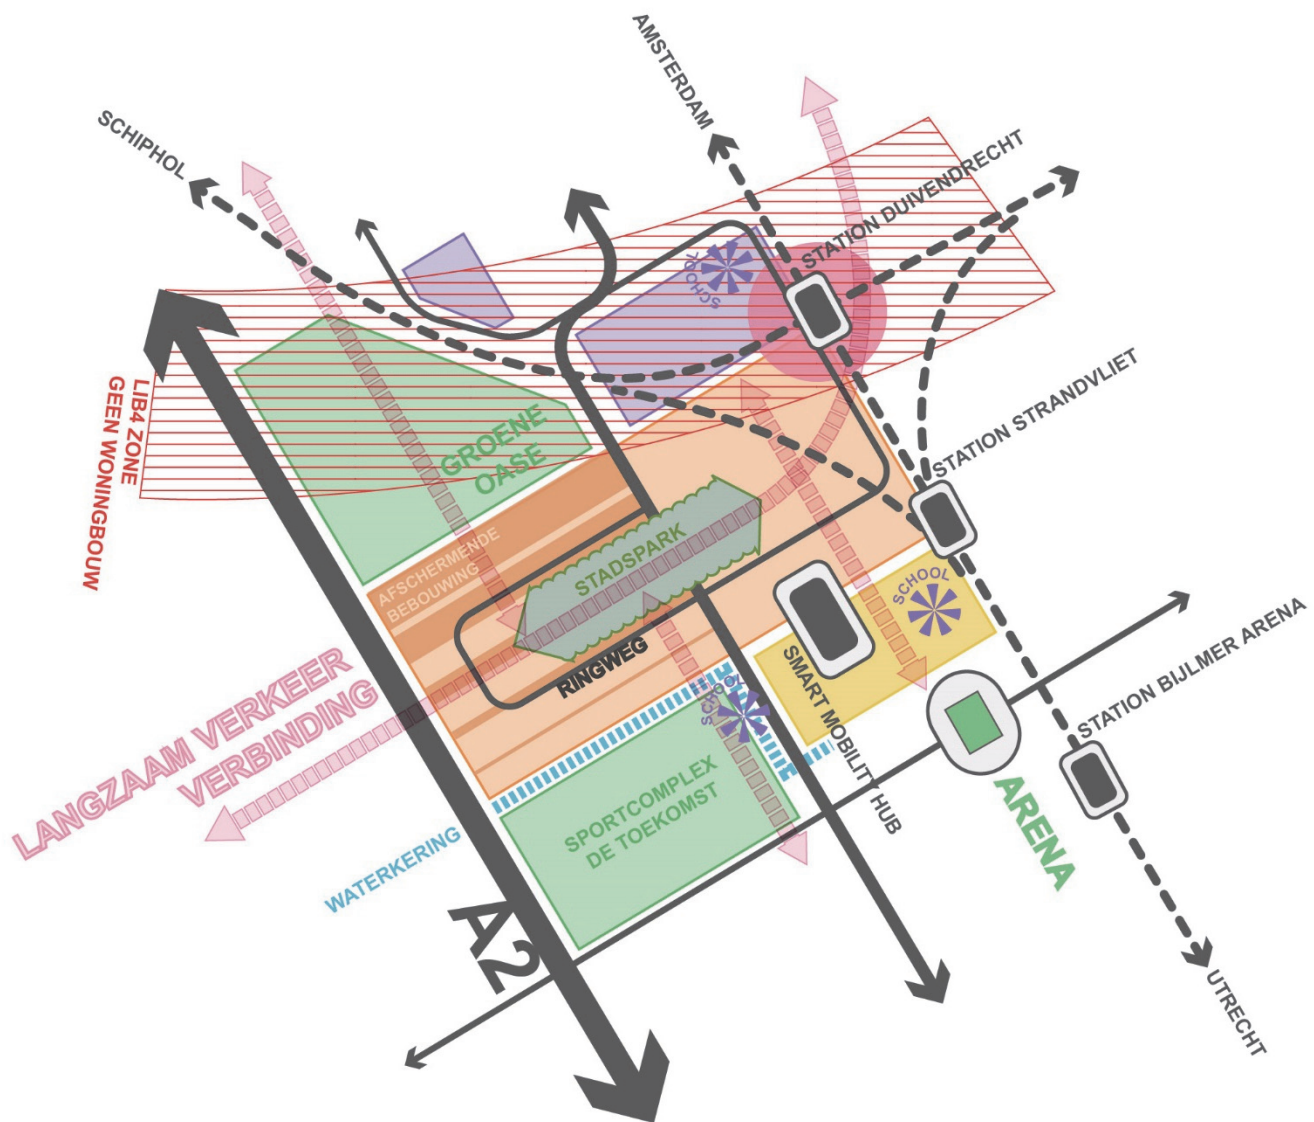 AMSTERDAM
SCHIPHOL
STATION DUIVENDRECHT
SCHOOL
LIB4 ZONE
GEEN WONINGBOUW
GROENE
OASE
STATION STRANDVLIET
AFSCHERMENDE
BEBOUWING
STADSPARK
SCHOOL
RINGWEG
LANGZAAM VERKEER
VERBINDING
SCHOOL
SMART MOBILITY HUB
STATION BIJLMER ARENA
SPORTCOMPLEX
DE TOEKOMST
WATERKERING
ARENA
A2
UTRECHT